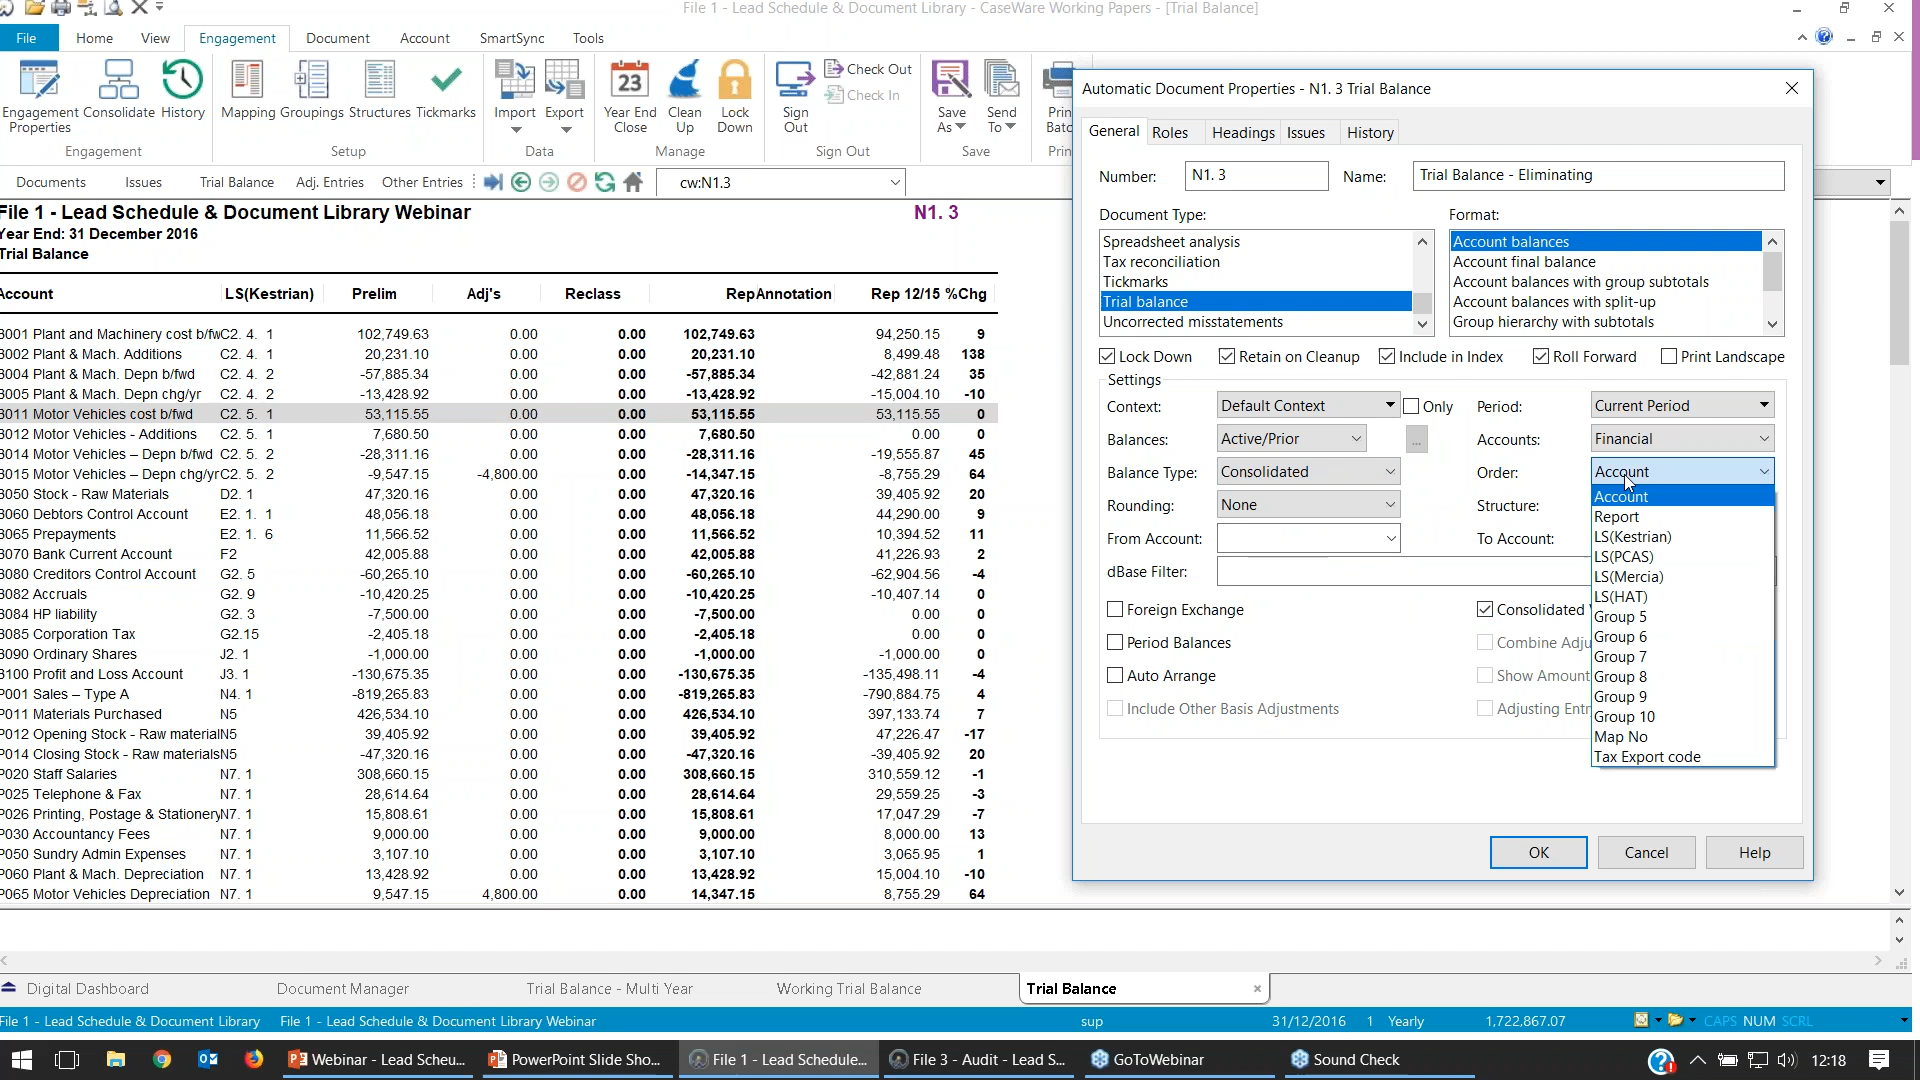 File 1 - Lead Schedule & Document Library - CaseWare Working Papers - [Trial Balance]
File Home View Engagement Document Account SmartSync Tools
Engagement Properties Consolidate History
Engagement
Mapping Groupings Structures Tickmarks
Setup
Import Export
Data
Year End Close Clean Up Lock Down
23
Manage
Sign Out Check Out
Check In
Sign Out
Save As Send To
Save
Documents Issues Trial Balance Adj. Entries Other Entries cw:N1.3
File 1 - Lead Schedule & Document Library Webinar N1. 3
Year End: 31 December 2016
Trial Balance
Account LS(Kestrian) Prelim Adj's Reclass Rep Annotation Rep 12/15 %Chg
3001 Plant and Machinery cost b/fw C2. 4. 1 102,749.63 0.00 0.00 102,749.63 94,250.15 9
3002 Plant & Mach. Additions C2. 4. 1 20,231.10 0.00 0.00 20,231.10 8,499.48 138
3004 Plant & Mach. Depn b/fwd C2. 4. 2 -57,885.34 0.00 0.00 -57,885.34 -42,881.24 35
3005 Plant & Mach. Depn chg/yr C2. 4. 2 -13,428.92 0.00 0.00 -13,428.92 -15,004.10 -10
3011 Motor Vehicles cost b/fwd C2. 5. 1 53,115.55 0.00 0.00 53,115.55 53,115.55 0
3012 Motor Vehicles - Additions C2. 5. 1 7,680.50 0.00 0.00 7,680.50 0.00 0
3014 Motor Vehicles – Depn b/fwd C2. 5. 2 -28,311.16 0.00 0.00 -28,311.16 -19,555.87 45
3015 Motor Vehicles – Depn chg/yr C2. 5. 2 -9,547.15 -4,800.00 0.00 -14,347.15 -8,755.29 64
3050 Stock - Raw Materials D2. 1 47,320.16 0.00 0.00 47,320.16 39,405.92 20
3060 Debtors Control Account E2. 1. 1 48,056.18 0.00 0.00 48,056.18 44,290.00 9
3065 Prepayments E2. 1. 6 11,566.52 0.00 0.00 11,566.52 10,394.52 11
3070 Bank Current Account F2 42,005.88 0.00 0.00 42,005.88 41,226.93 2
3080 Creditors Control Account G2. 5 -60,265.10 0.00 0.00 -60,265.10 -62,904.56 -4
3082 Accruals G2. 9 -10,420.25 0.00 0.00 -10,420.25 -10,407.14 0
3084 HP liability G2. 3 -7,500.00 0.00 0.00 -7,500.00 0.00 0
3085 Corporation Tax G2.15 -2,405.18 0.00 0.00 -2,405.18 0.00 0
3090 Ordinary Shares J2. 1 -1,000.00 0.00 0.00 -1,000.00 -1,000.00 0
3100 Profit and Loss Account J3. 1 -130,675.35 0.00 0.00 -130,675.35 -135,498.11 -4
P001 Sales – Type A N4. 1 -819,265.83 0.00 0.00 -819,265.83 -790,884.75 4
P011 Materials Purchased N5 426,534.10 0.00 0.00 426,534.10 397,133.74 7
P012 Opening Stock - Raw material N5 39,405.92 0.00 0.00 39,405.92 47,226.47 -17
P014 Closing Stock - Raw materials N5 -47,320.16 0.00 0.00 -47,320.16 -39,405.92 20
P020 Staff Salaries N7. 1 308,660.15 0.00 0.00 308,660.15 310,559.12 -1
P025 Telephone & Fax N7. 1 28,614.64 0.00 0.00 28,614.64 29,559.25 -3
P026 Printing, Postage & Stationery N7. 1 15,808.61 0.00 0.00 15,808.61 17,047.29 -7
P030 Accountancy Fees N7. 1 9,000.00 0.00 0.00 9,000.00 8,000.00 13
P050 Sundry Admin Expenses N7. 1 3,107.10 0.00 0.00 3,107.10 3,065.95 1
P060 Plant & Mach. Depreciation N7. 1 13,428.92 0.00 0.00 13,428.92 15,004.10 -10
P065 Motor Vehicles Depreciation N7. 1 9,547.15 4,800.00 0.00 14,347.15 8,755.29 64
Automatic Document Properties - N1. 3 Trial Balance
General Roles Headings Issues History
Number: N1. 3 Name: Trial Balance - Eliminating
Document Type: Format:
Spreadsheet analysis
Tax reconciliation
Tickmarks
Trial balance
Uncorrected misstatements
Account balances
Account final balance
Account balances with group subtotals
Account balances with split-up
Group hierarchy with subtotals
Lock Down Retain on Cleanup Include in Index Roll Forward Print Landscape
Settings
Context: Default Context Only Period: Current Period
Balances: Active/Prior ... Accounts: Financial
Balance Type: Consolidated Order: Account
Rounding: None Structure:
From Account: To Account:
dBase Filter:
Foreign Exchange Consolidated
Period Balances
Auto Arrange Show Amount
Include Other Basis Adjustments
Account
Report
LS(Kestrian)
LS(PCAS)
LS(Mercia)
LS(HAT)
Group 5
Group 6
Group 7
Group 8
Group 9
Group 10
Map No
Tax Export code
OK Cancel Help
Digital Dashboard Document Manager Trial Balance - Multi Year Working Trial Balance Trial Balance
File 1 - Lead Schedule & Document Library File 1 - Lead Schedule & Document Library Webinar sup 31/12/2016 1 Yearly 1,722,867.07 CAPS NUM SCRL
Webinar - Lead Scheu... PowerPoint Slide Sho... File 1 - Lead Schedule... File 3 - Audit - Lead S... GoToWebinar Sound Check 12:18